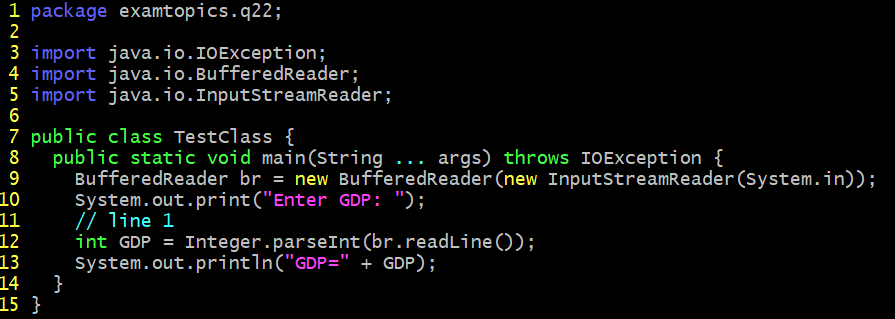 1 package examtopics.q22;
2
3 import java.io.IOException;
4 import java.io.BufferedReader;
5 import java.io.InputStreamReader;
6
7 public class TestClass {
8   public static void main(String ... args) throws IOException {
9     BufferedReader br = new BufferedReader(new InputStreamReader(System.in));
10     System.out.print("Enter GDP: ");
11     // line 1
12     int GDP = Integer.parseInt(br.readLine());
13     System.out.println("GDP=" + GDP);
14   }
15 }